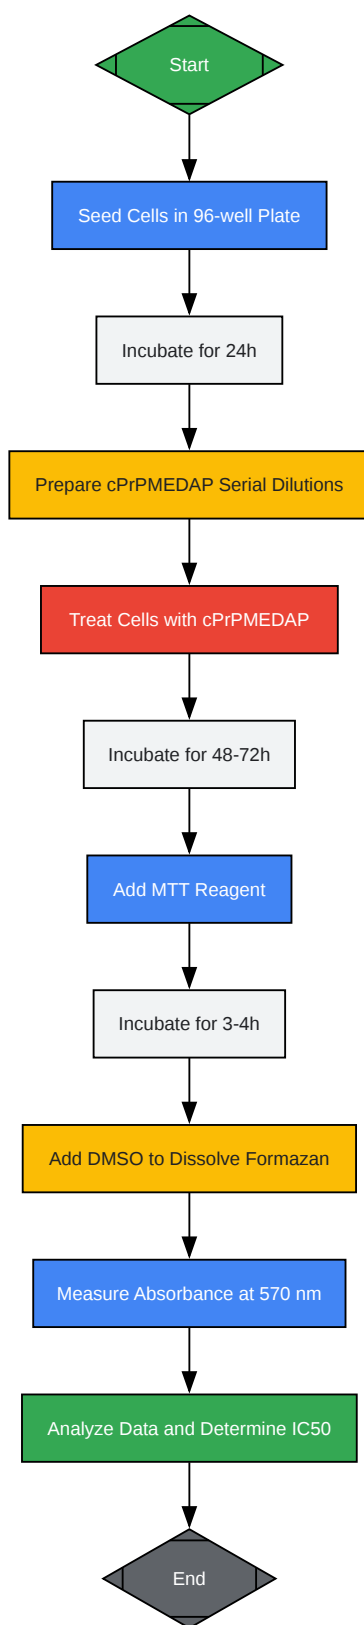 Start
Seed Cells in 96-well Plate
Incubate for 24h
Prepare cPrPMEDAP Serial Dilutions
Treat Cells with cPrPMEDAP
Incubate for 48-72h
Add MTT Reagent
Incubate for 3-4h
Add DMSO to Dissolve Formazan
Measure Absorbance at 570 nm
Analyze Data and Determine IC50
End